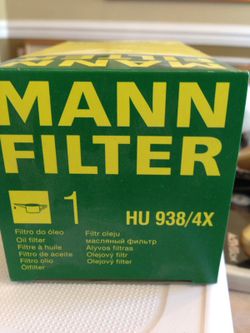 MANN
MANN
FILTER
1
HU 938/4X
Filtro do óleo
Oil filter
Filtre à huile
Filtro de aceite
Filtro olio
Ölfilter
Filtr oleju
масляный фильтр
Alyvos filtras
Olejový filtr
Olejový filter